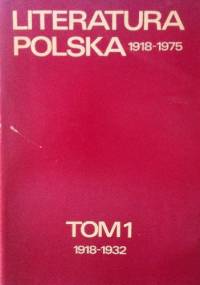 LITERATURA
POLSKA 1918-1975
TOM 1
1918-1932